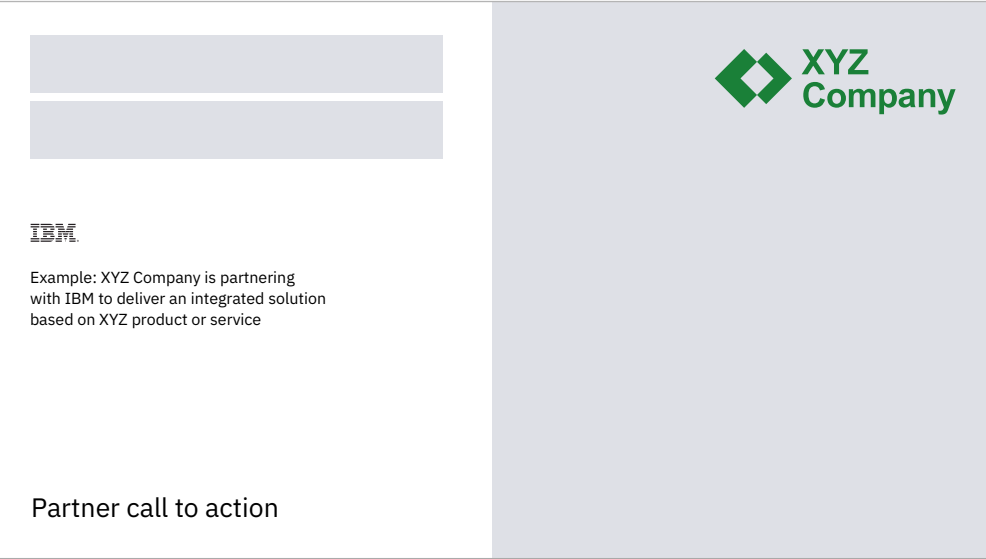 IBM
Example: XYZ Company is partnering
with IBM to deliver an integrated solution
based on XYZ product or service
Partner call to action
XYZ
Company